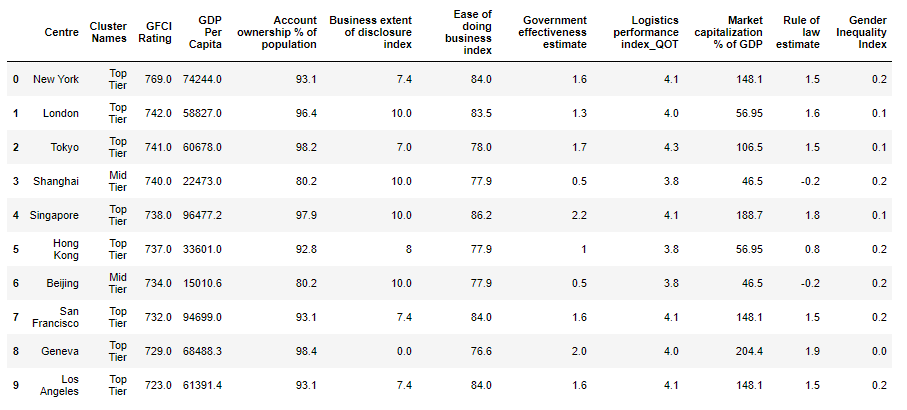 Centre Cluster Names GFCI Rating GDP Per Capita Account ownership % of population Business extent of disclosure index Ease of doing business index Government effectiveness estimate Logistics performance index_QOT Market capitalization % of GDP Rule of law estimate Gender Inequality Index
0 New York Top Tier 769.0 74244.0 93.1 7.4 84.0 1.6 4.1 148.1 1.5 0.2
1 London Top Tier 742.0 58827.0 96.4 10.0 83.5 1.3 4.0 56.95 1.6 0.1
2 Tokyo Top Tier 741.0 60678.0 98.2 7.0 78.0 1.7 4.3 106.5 1.5 0.1
3 Shanghai Mid Tier 740.0 22473.0 80.2 10.0 77.9 0.5 3.8 46.5 -0.2 0.2
4 Singapore Top Tier 738.0 96477.2 97.9 10.0 86.2 2.2 4.1 188.7 1.8 0.1
5 Hong Kong Top Tier 737.0 33601.0 92.8 8 77.9 1 3.8 56.95 0.8 0.2
6 Beijing Mid Tier 734.0 15010.6 80.2 10.0 77.9 0.5 3.8 46.5 -0.2 0.2
7 San Francisco Top Tier 732.0 94699.0 93.1 7.4 84.0 1.6 4.1 148.1 1.5 0.2
8 Geneva Top Tier 729.0 68488.3 98.4 0.0 76.6 2.0 4.0 204.4 1.9 0.0
9 Los Angeles Top Tier 723.0 61391.4 93.1 7.4 84.0 1.6 4.1 148.1 1.5 0.2